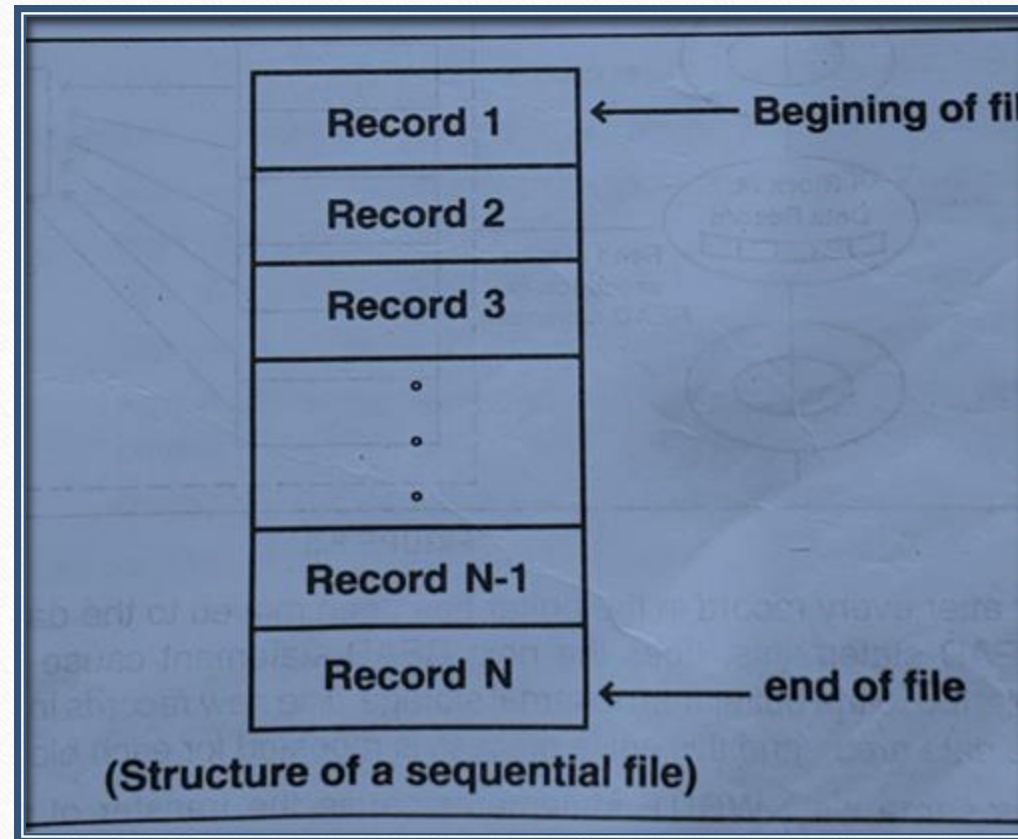 Record 1
Begining of fil
Record 2
Record 3
Record N-1
Record N
end of file
(Structure of a sequential file)